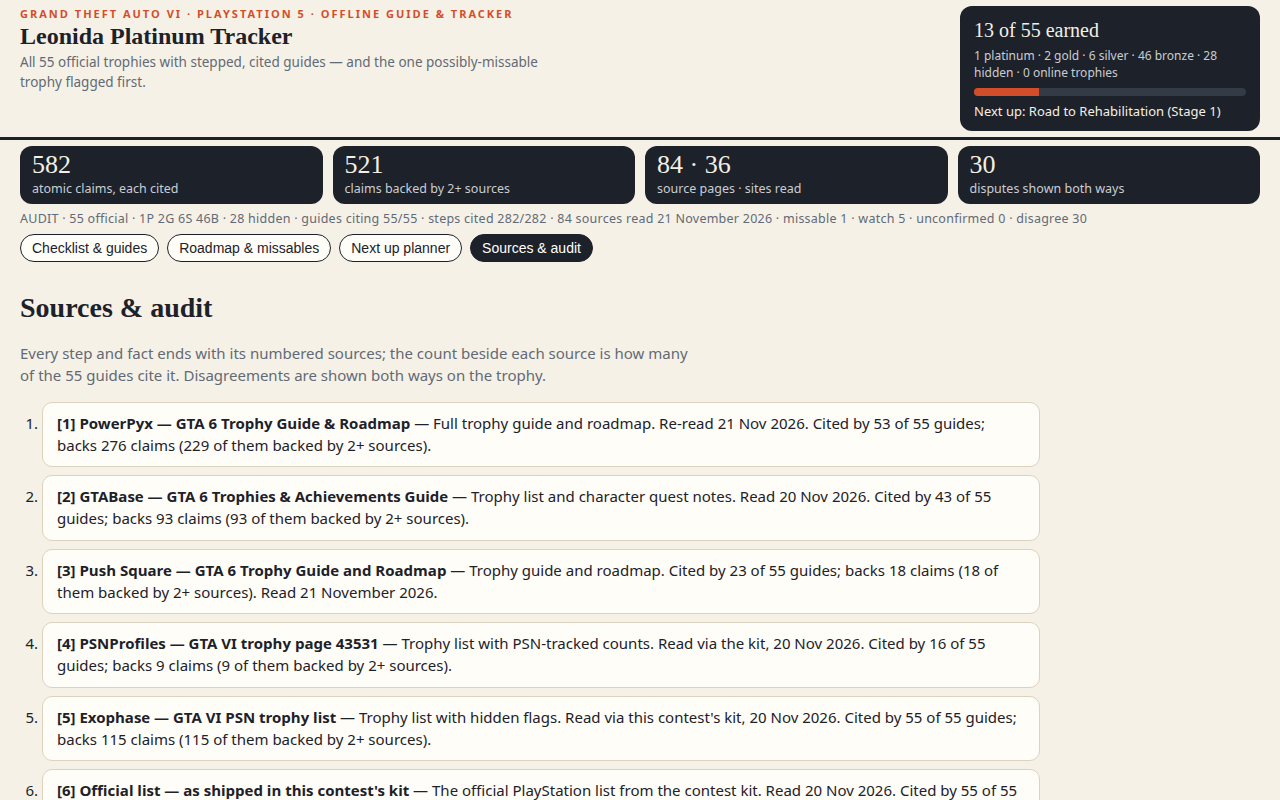 GRAND THEFT AUTO VI · PLAYSTATION 5 · OFFLINE GUIDE & TRACKER
Leonida Platinum Tracker
All 55 official trophies with stepped, cited guides — and the one possibly-missable
trophy flagged first.
13 of 55 earned
1 platinum · 2 gold · 6 silver · 46 bronze · 28
hidden · 0 online trophies
Next up: Road to Rehabilitation (Stage 1)
582
atomic claims, each cited
521
claims backed by 2+ sources
84 · 36
source pages · sites read
30
disputes shown both ways
AUDIT · 55 official · 1P 2G 6S 46B · 28 hidden · guides citing 55/55 · steps cited 282/282 · 84 sources read 21 November 2026 · missable 1 · watch 5 · unconfirmed 0 · disagree 30
Checklist & guides
Roadmap & missables
Next up planner
Sources & audit
Sources & audit
Every step and fact ends with its numbered sources; the count beside each source is how many
of the 55 guides cite it. Disagreements are shown both ways on the trophy.
1. [1] PowerPyx — GTA 6 Trophy Guide & Roadmap — Full trophy guide and roadmap. Re-read 21 Nov 2026. Cited by 53 of 55 guides;
backs 276 claims (229 of them backed by 2+ sources).
2. [2] GTABase — GTA 6 Trophies & Achievements Guide — Trophy list and character quest notes. Read 20 Nov 2026. Cited by 43 of 55
guides; backs 93 claims (93 of them backed by 2+ sources).
3. [3] Push Square — GTA 6 Trophy Guide and Roadmap — Trophy guide and roadmap. Cited by 23 of 55 guides; backs 18 claims (18 of
them backed by 2+ sources). Read 21 November 2026.
4. [4] PSNProfiles — GTA VI trophy page 43531 — Trophy list with PSN-tracked counts. Read via the kit, 20 Nov 2026. Cited by 16 of 55
guides; backs 9 claims (9 of them backed by 2+ sources).
5. [5] Exophase — GTA VI PSN trophy list — Trophy list with hidden flags. Read via this contest's kit, 20 Nov 2026. Cited by 55 of 55 guides;
backs 115 claims (115 of them backed by 2+ sources).
6. [6] Official list — as shipped in this contest's kit — The official PlayStation list from the contest kit. Read 20 Nov 2026. Cited by 55 of 55